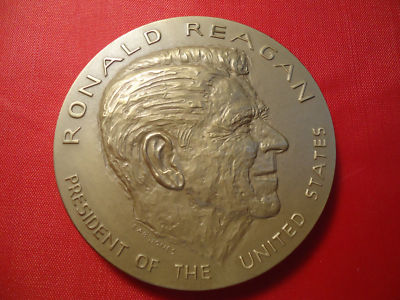 RONALD REAGAN
PRESIDENT OF THE UNITED STATES